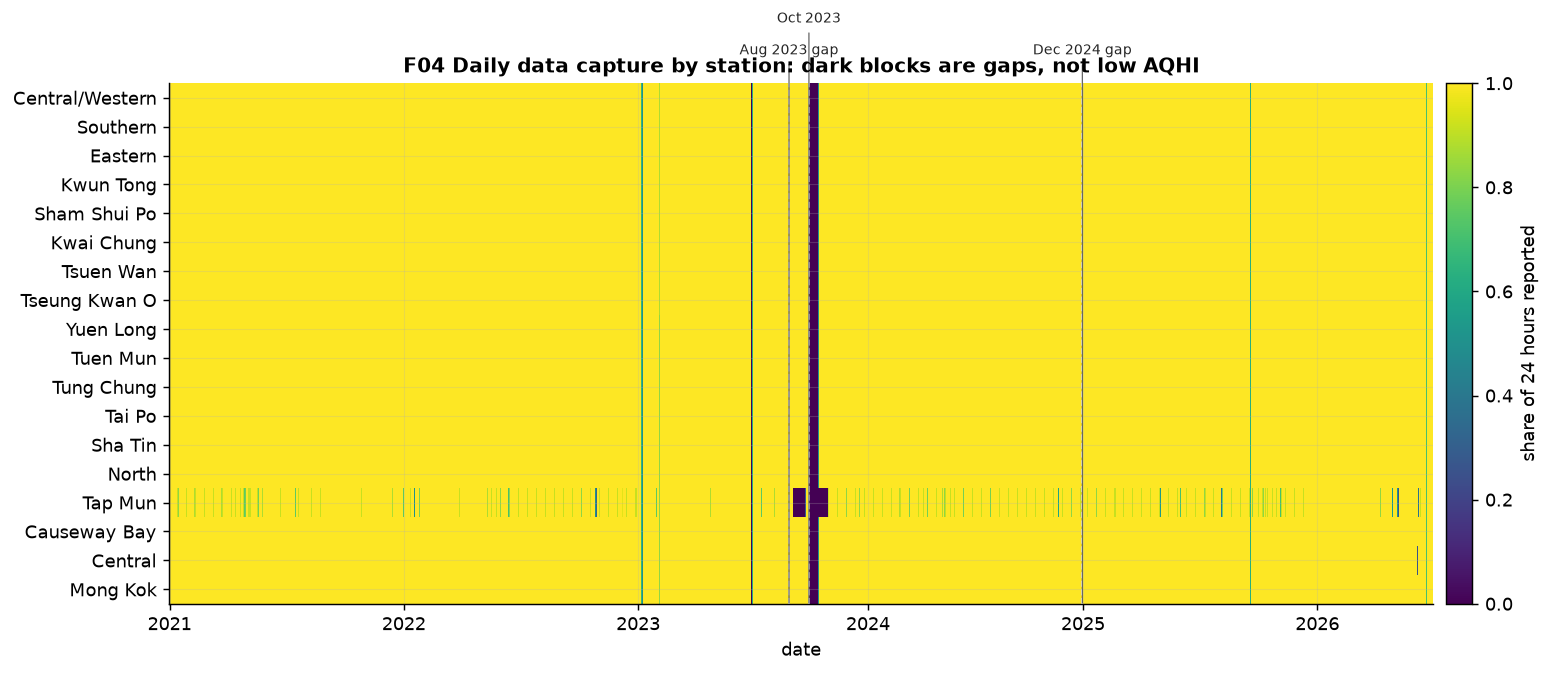 Oct 2023
Aug 2023 gap
Dec 2024 gap
F04 Daily data capture by station: dark blocks are gaps, not low AQHI
Central/Western
Southern
Eastern
Kwun Tong
Sham Shui Po
Kwai Chung
Tsuen Wan
Tseung Kwan O
Yuen Long
Tuen Mun
Tung Chung
Tai Po
Sha Tin
North
Tap Mun
Causeway Bay
Central
Mong Kok
2021
2022
2023
2024
2025
2026
date
1.0
0.8
0.6
0.4
0.2
0.0
share of 24 hours reported